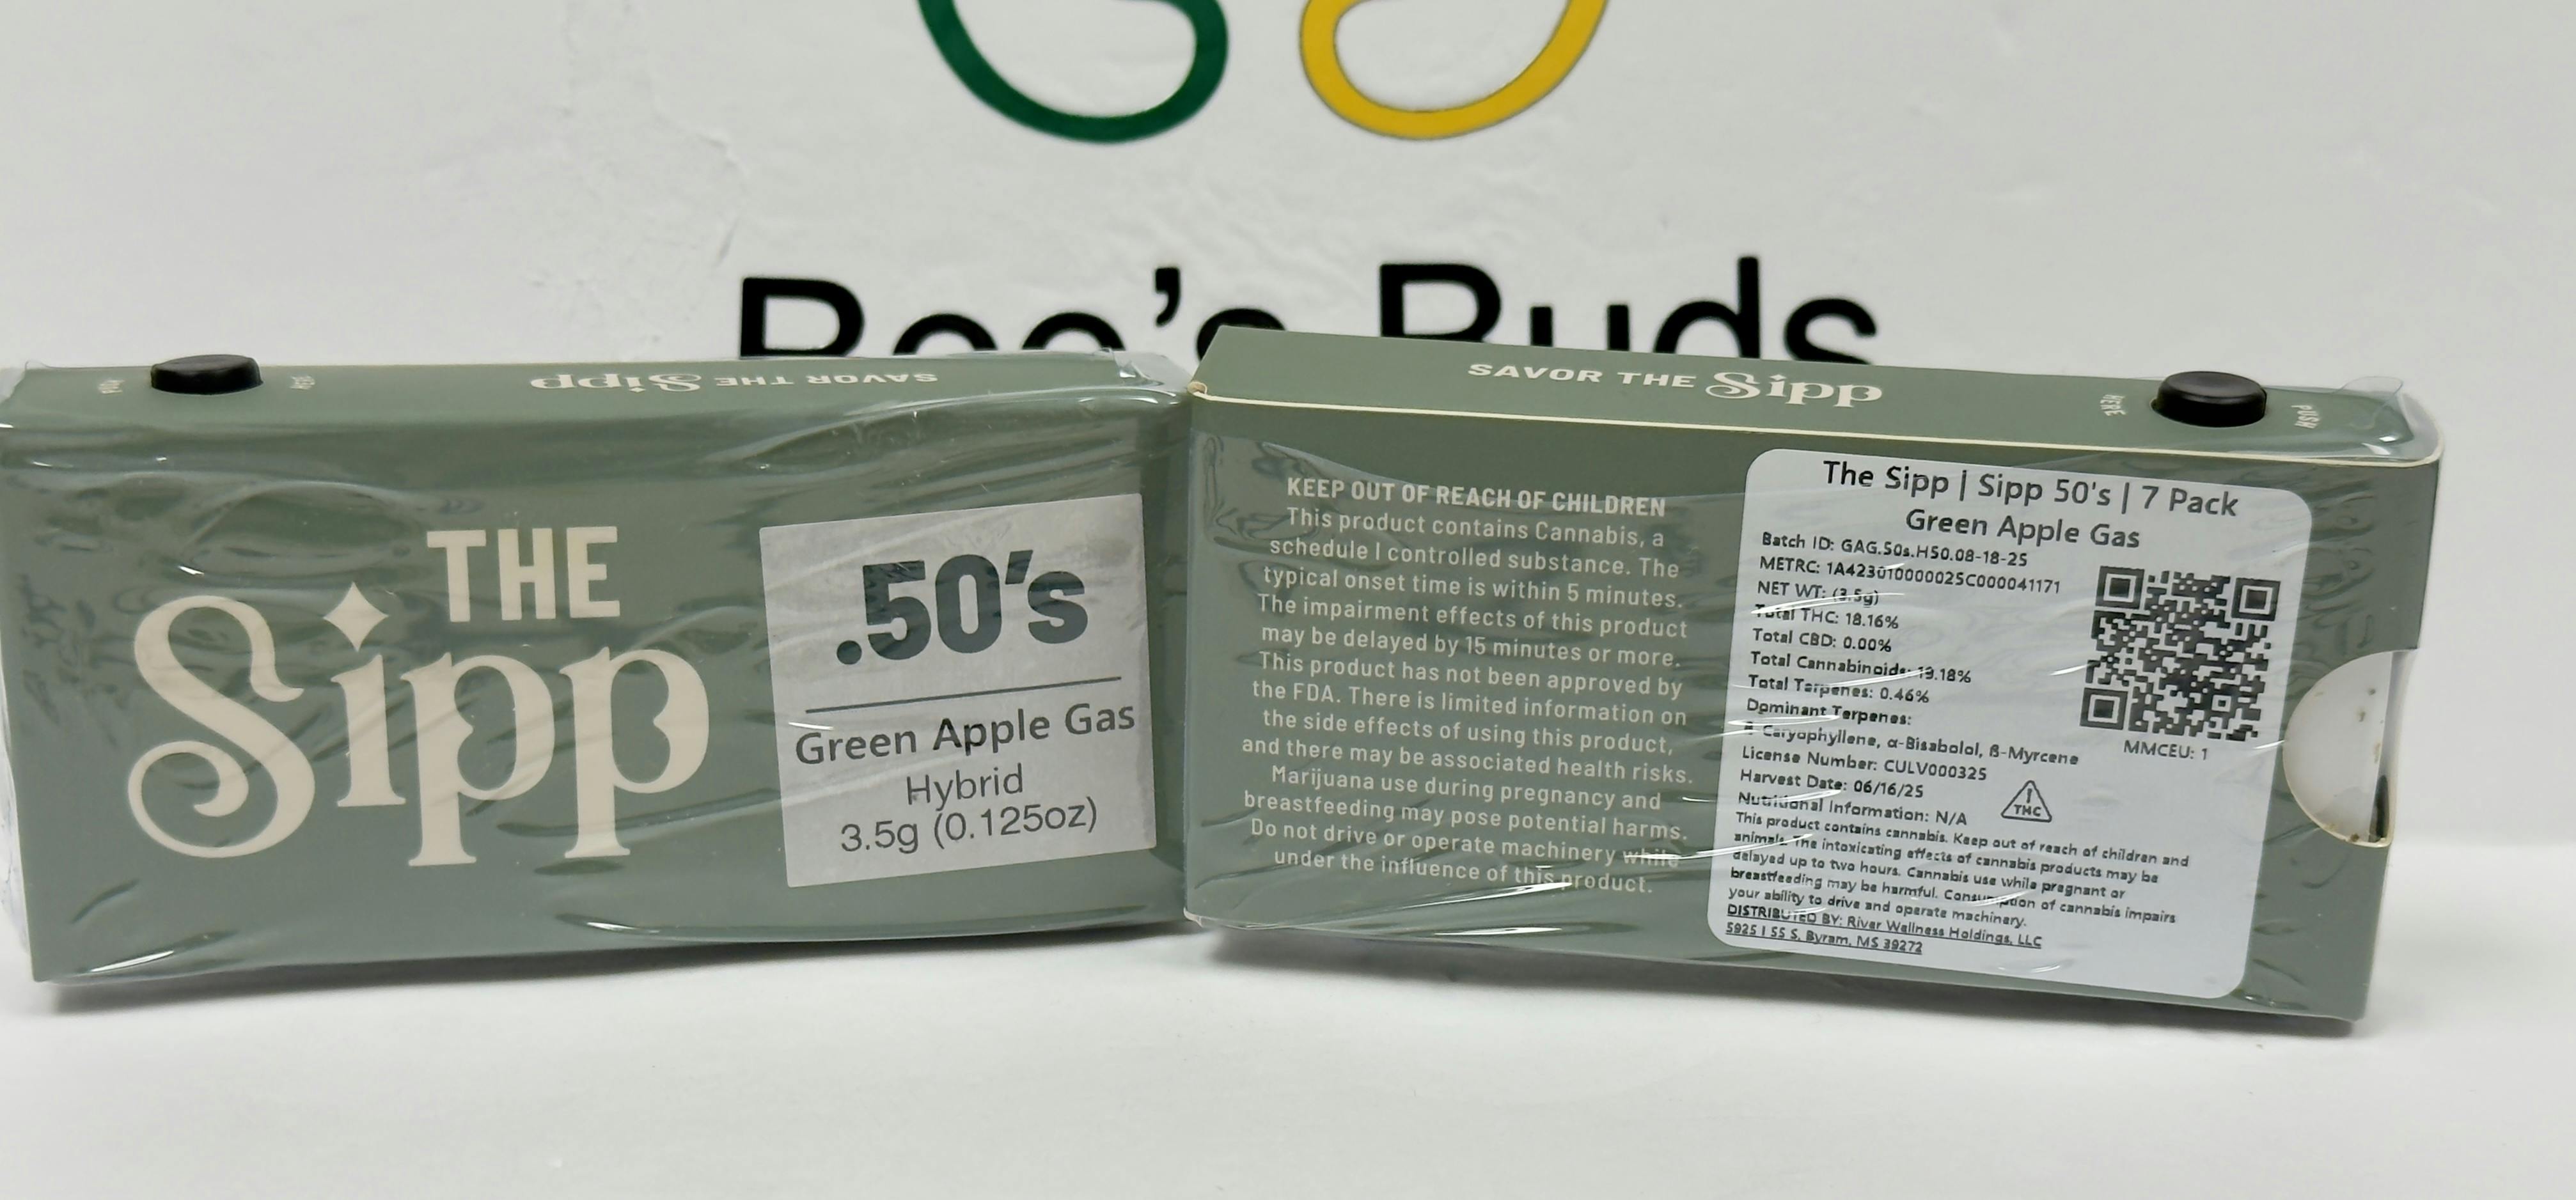 Bee's Buds
SAVOR THE Sipp
THE
Sipp
.50's
Green Apple Gas
Hybrid
3.5g (0.125oz)
SAVOR THE Sipp
HERE
PUSH
KEEP OUT OF REACH OF CHILDREN
This product contains Cannabis, a
schedule I controlled substance. The
typical onset time is within 5 minutes.
The impairment effects of this product
may be delayed by 15 minutes or more.
This product has not been approved by
the FDA. There is limited information on
the side effects of using this product,
and there may be associated health risks.
Marijuana use during pregnancy and
breastfeeding may pose potential harms.
Do not drive or operate machinery while
under the influence of this product.
The Sipp | Sipp 50's | 7 Pack
Green Apple Gas
Batch ID: GAG.50s.H50.08-18-25
METRC: 1A423010000025C000041171
NET WT: (3.5g)
Total THC: 18.16%
Total CBD: 0.00%
Total Cannabinoids: 19.18%
Total Terpenes: 0.46%
Dominant Terpenes:
β-Caryophyllene, α-Bisabolol, β-Myrcene
License Number: CULV000325
Harvest Date: 06/16/25
Nutritional Information: N/A
THC
MMCEU: 1
This product contains cannabis. Keep out of reach of children and
animals. The intoxicating effects of cannabis products may be
delayed up to two hours. Cannabis use while pregnant or
breastfeeding may be harmful. Consumption of cannabis impairs
your ability to drive and operate machinery.
DISTRIBUTED BY: River Wellness Holdings, LLC
5925 I 55 S, Byram, MS 39272